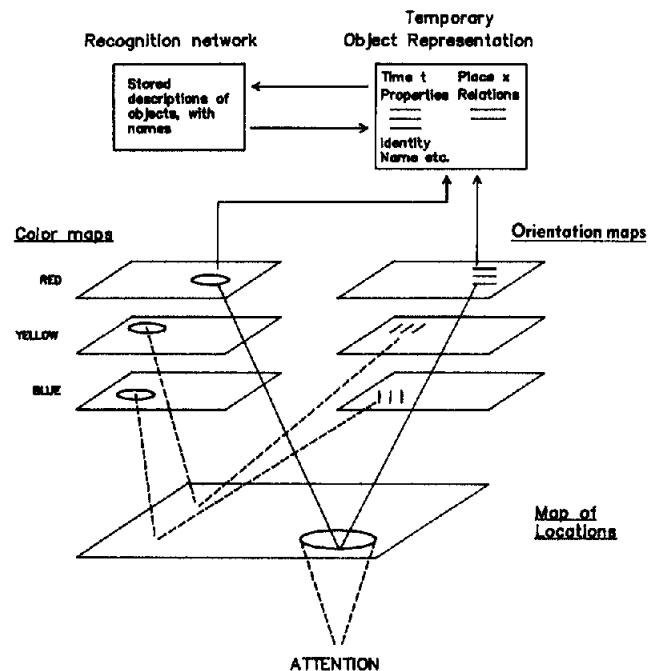 Temporary
Recognition network Object Representation
Stored
descriptions of
objects, with
names
Time t Place x
Properties Relations
Identity
Name etc.
Color maps
Orientation maps
RED
YELLOW
BLUE
Map of
Locations
ATTENTION